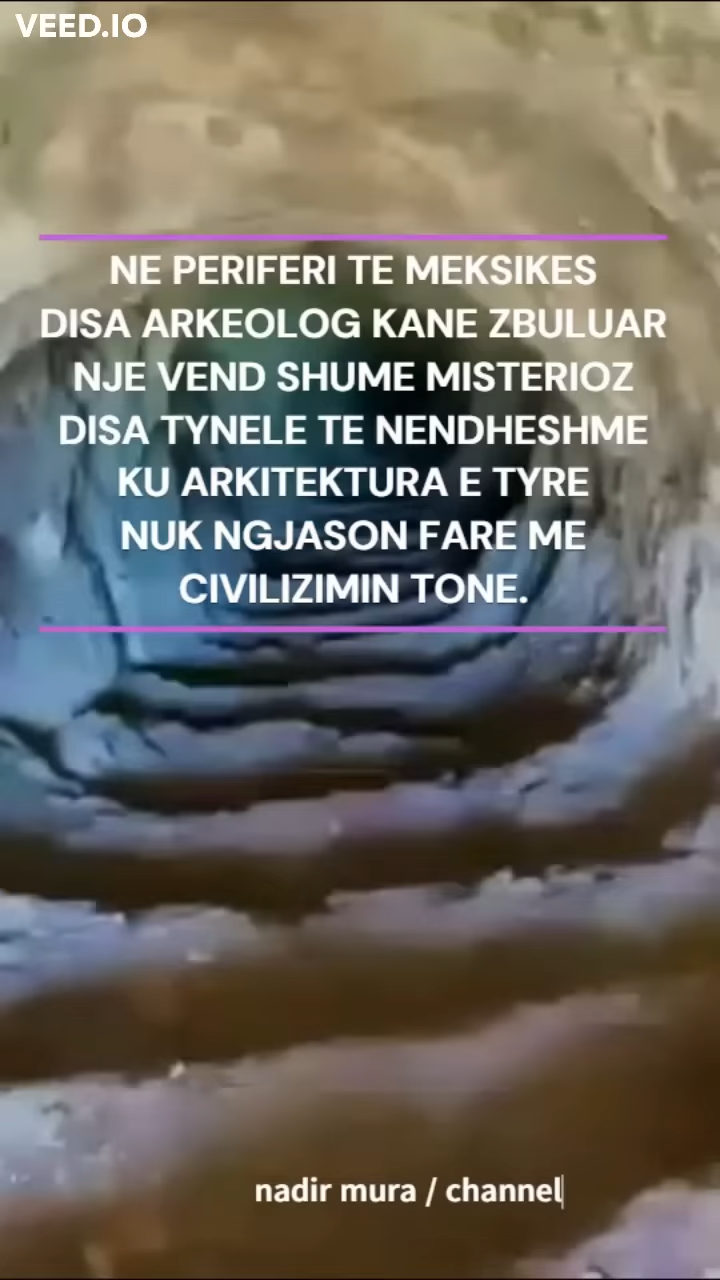 VEED.IO
NE PERIFERI TE MEKSIKES
DISA ARKEOLOG KANE ZBULUAR
NJE VEND SHUME MISTERIOZ
DISA TYNELE TE NENDHESHME
KU ARKITEKTURA E TYRE
NUK NGJASON FARE ME
CIVILIZIMIN TONE.
nadir mura / channel